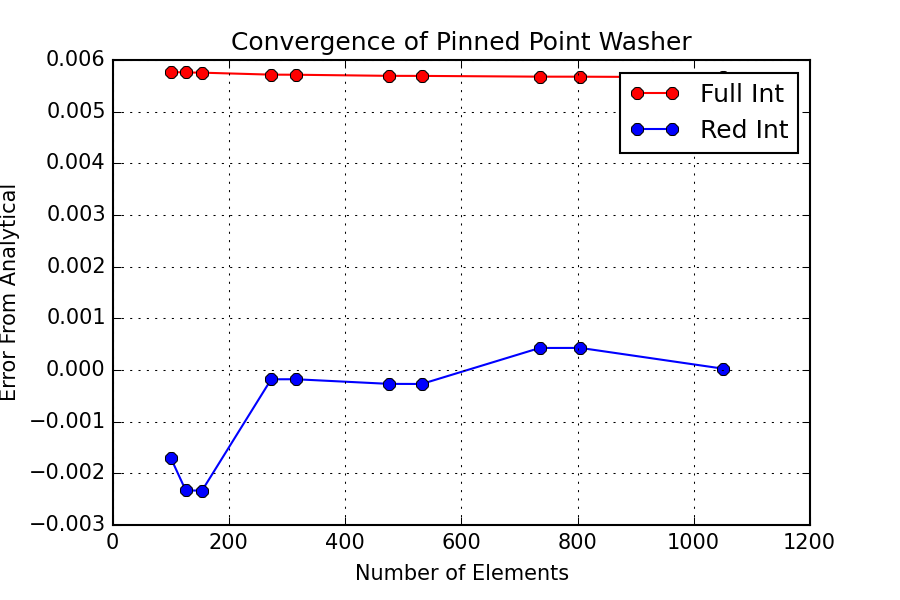 Convergence of Pinned Point Washer
0.006
0.005
0.004
0.003
0.002
0.001
0.000
−0.001
−0.002
−0.003
Error From Analytical
Full Int
Red Int
0 200 400 600 800 1000 1200
Number of Elements